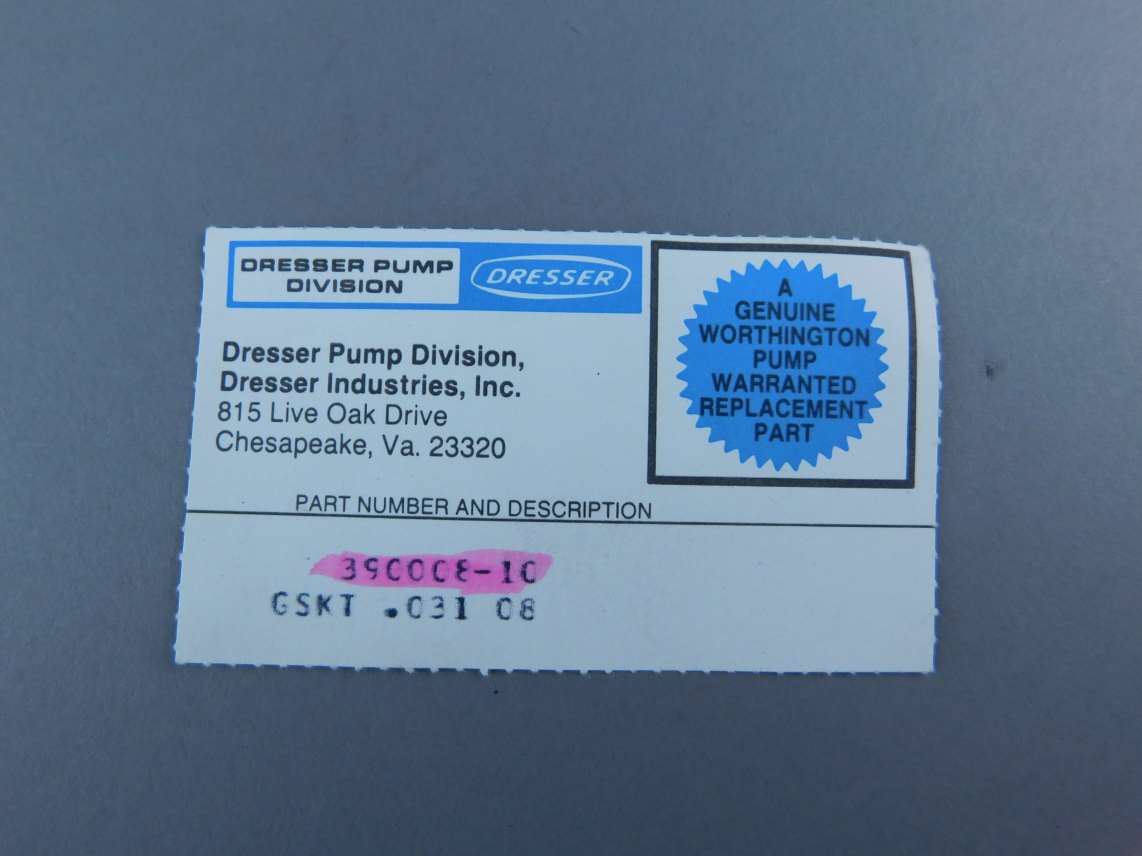 DRESSER PUMP
DIVISION
DRESSER
Dresser Pump Division,
Dresser Industries, Inc.
815 Live Oak Drive
Chesapeake, Va. 23320
A
GENUINE
WORTHINGTON
PUMP
WARRANTED
REPLACEMENT
PART
PART NUMBER AND DESCRIPTION
390008-10
GSKT .031 08